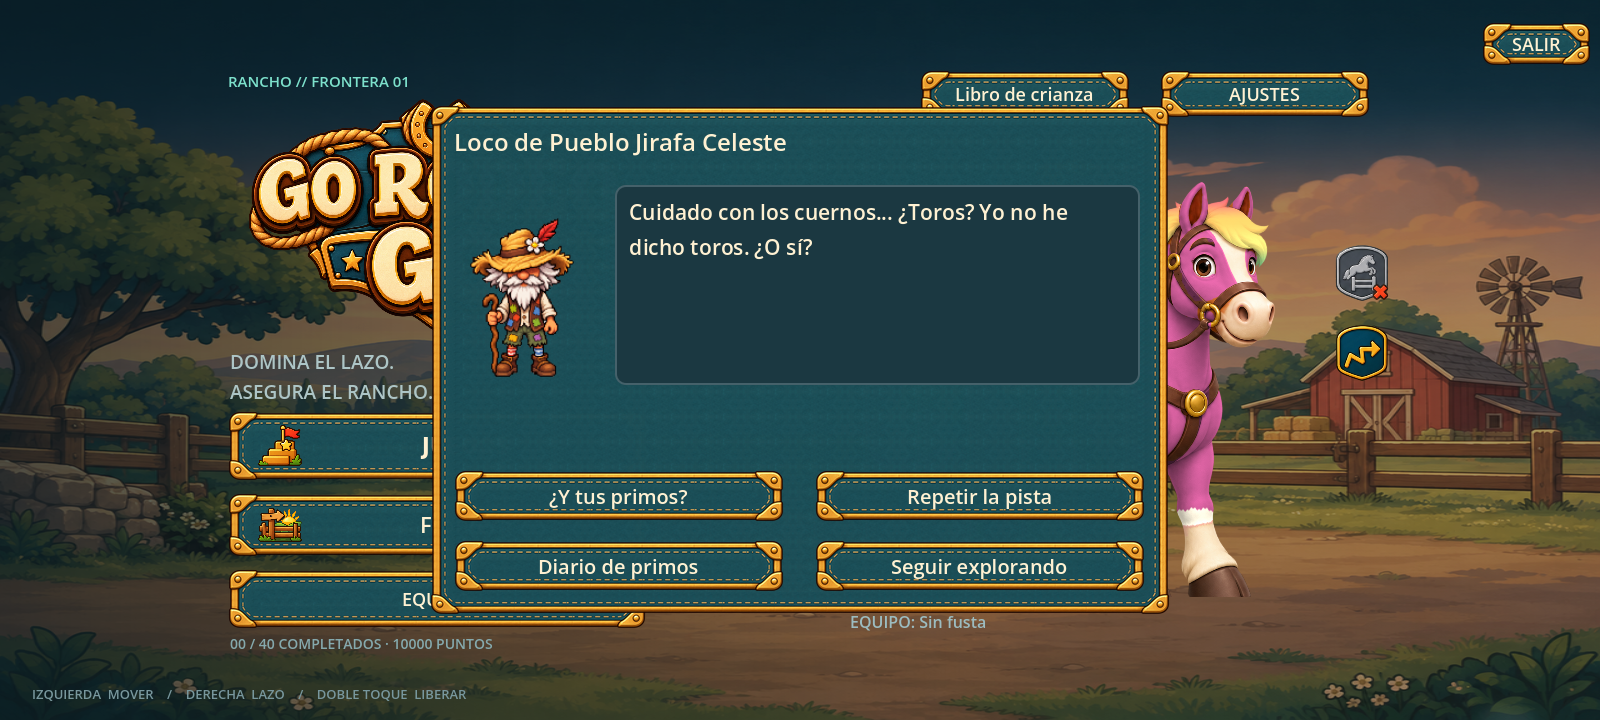 SALIR
RANCHO // FRONTERA 01
Libro de crianza
AJUSTES
GO
Loco de Pueblo Jirafa Celeste
Cuidado con los cuernos... ¿Toros? Yo no he
dicho toros. ¿O sí?
DOMINA EL LAZO.
ASEGURA EL RANCHO.
¿Y tus primos?
Repetir la pista
Diario de primos
Seguir explorando
EQUIPO: Sin fusta
00 / 40 COMPLETADOS · 10000 PUNTOS
IZQUIERDA MOVER / DERECHA LAZO / DOBLE TOQUE LIBERAR